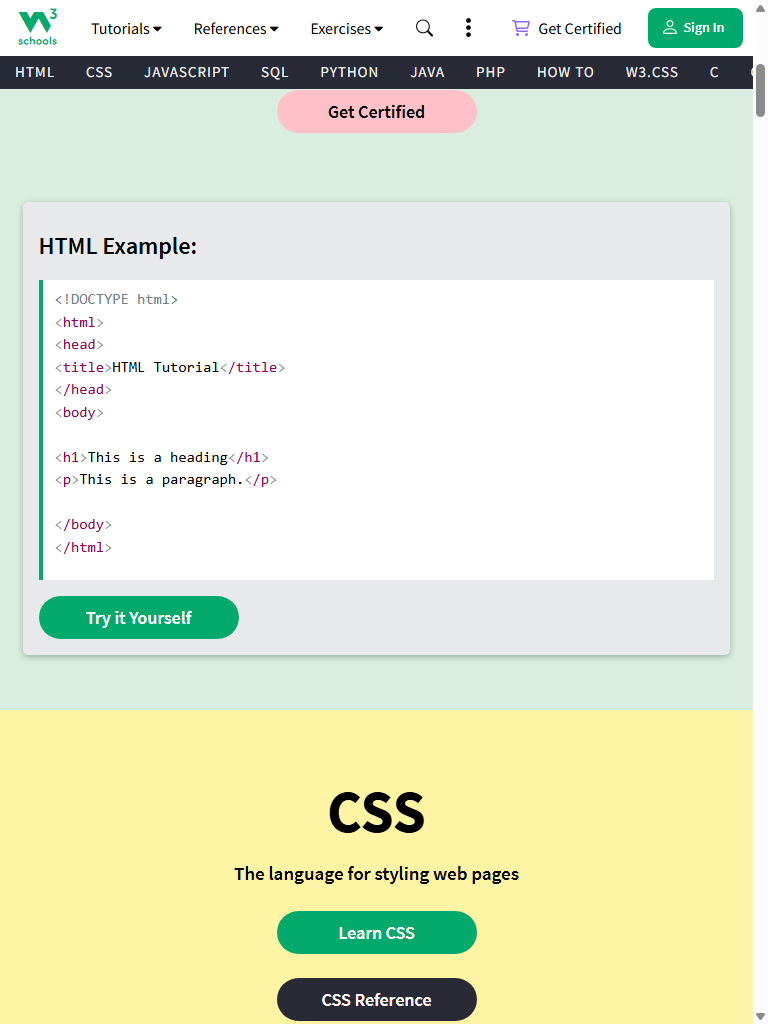 3
schools
Tutorials
References
Exercises
Get Certified
Sign In
HTML CSS JAVASCRIPT SQL PYTHON JAVA PHP HOW TO W3.CSS C
Get Certified
HTML Example:
<!DOCTYPE html>
<html>
<head>
<title>HTML Tutorial</title>
</head>
<body>
<h1>This is a heading</h1>
<p>This is a paragraph.</p>
</body>
</html>
Try it Yourself
CSS
The language for styling web pages
Learn CSS
CSS Reference